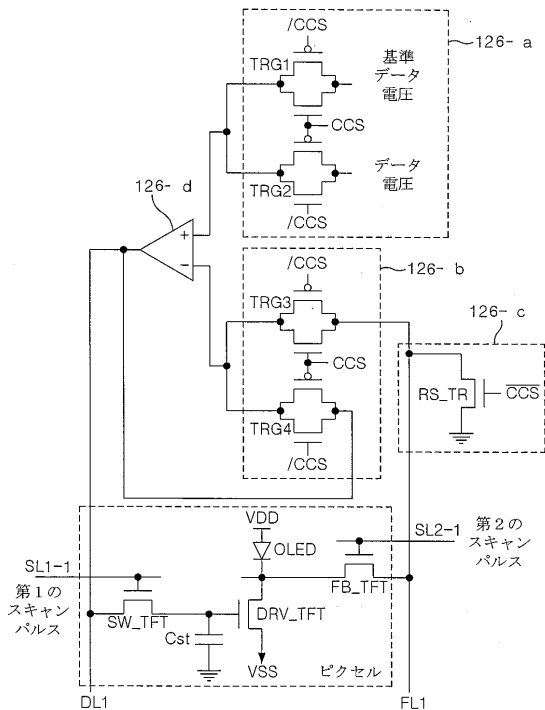 /CCS
126- a
TRG1
基準
データ
電圧
CCS
126- d
データ
電圧
TRG2
/CCS
+
−
/CCS
126- b
TRG3
126- c
CCS
RS_TR
CCS
TRG4
/CCS
VDD
SL2-1
第2の
スキャン
パルス
OLED
SL1-1
第1の
スキャン
パルス
FB_TFT
SW_TFT
DRV_TFT
Cst
VSS
ピクセル
DL1
FL1